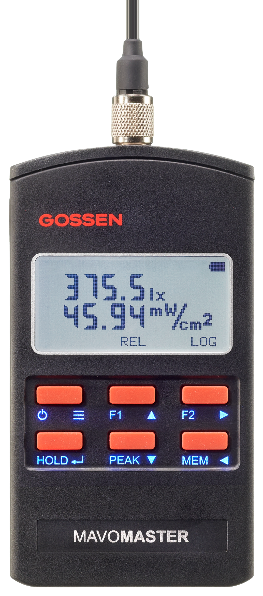 GOSSEN
375.5 lx
45.94 mW/cm2
REL LOG
F1 F2
HOLD PEAK MEM
MAVOMASTER